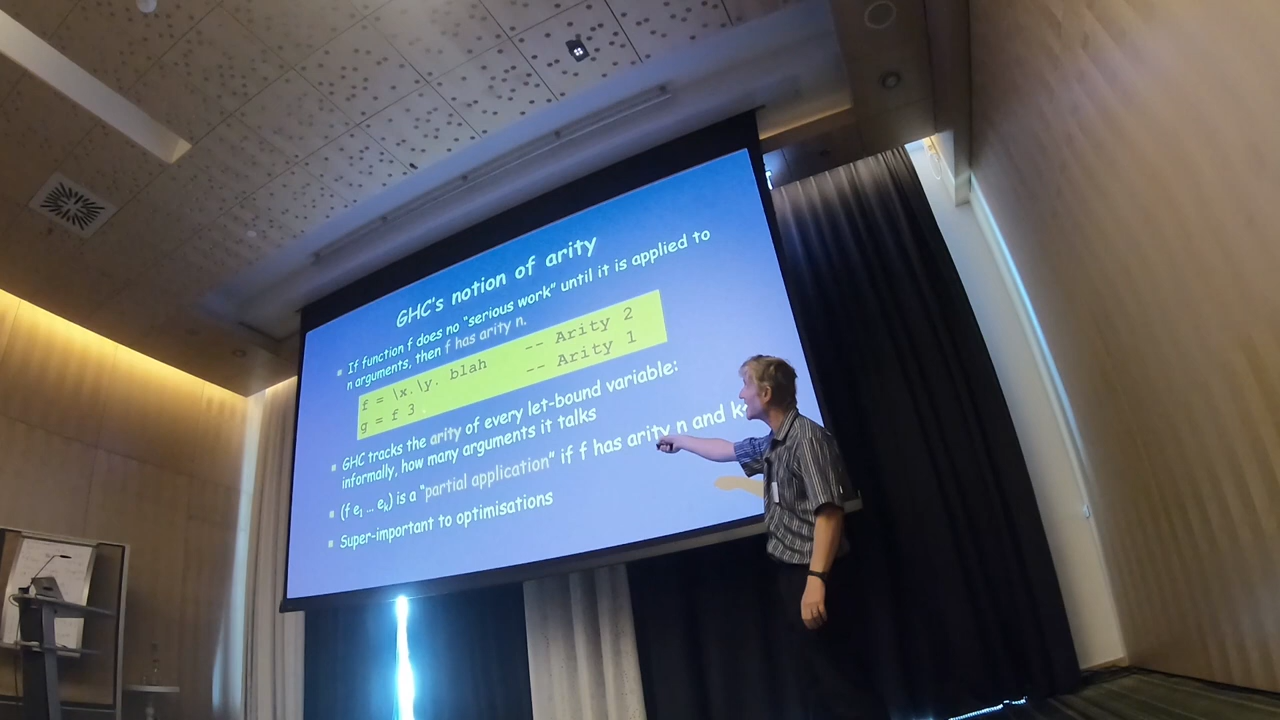 GHC's notion of arity
If function f does no "serious work" until it is applied to
n arguments, then f has arity n.
f = \x.\y. blah -- Arity 2
g = f 3 -- Arity 1
GHC tracks the arity of every let-bound variable:
informally, how many arguments it talks
(f e1 ... ek) is a "partial application" if f has arity n and
Super-important to optimisations